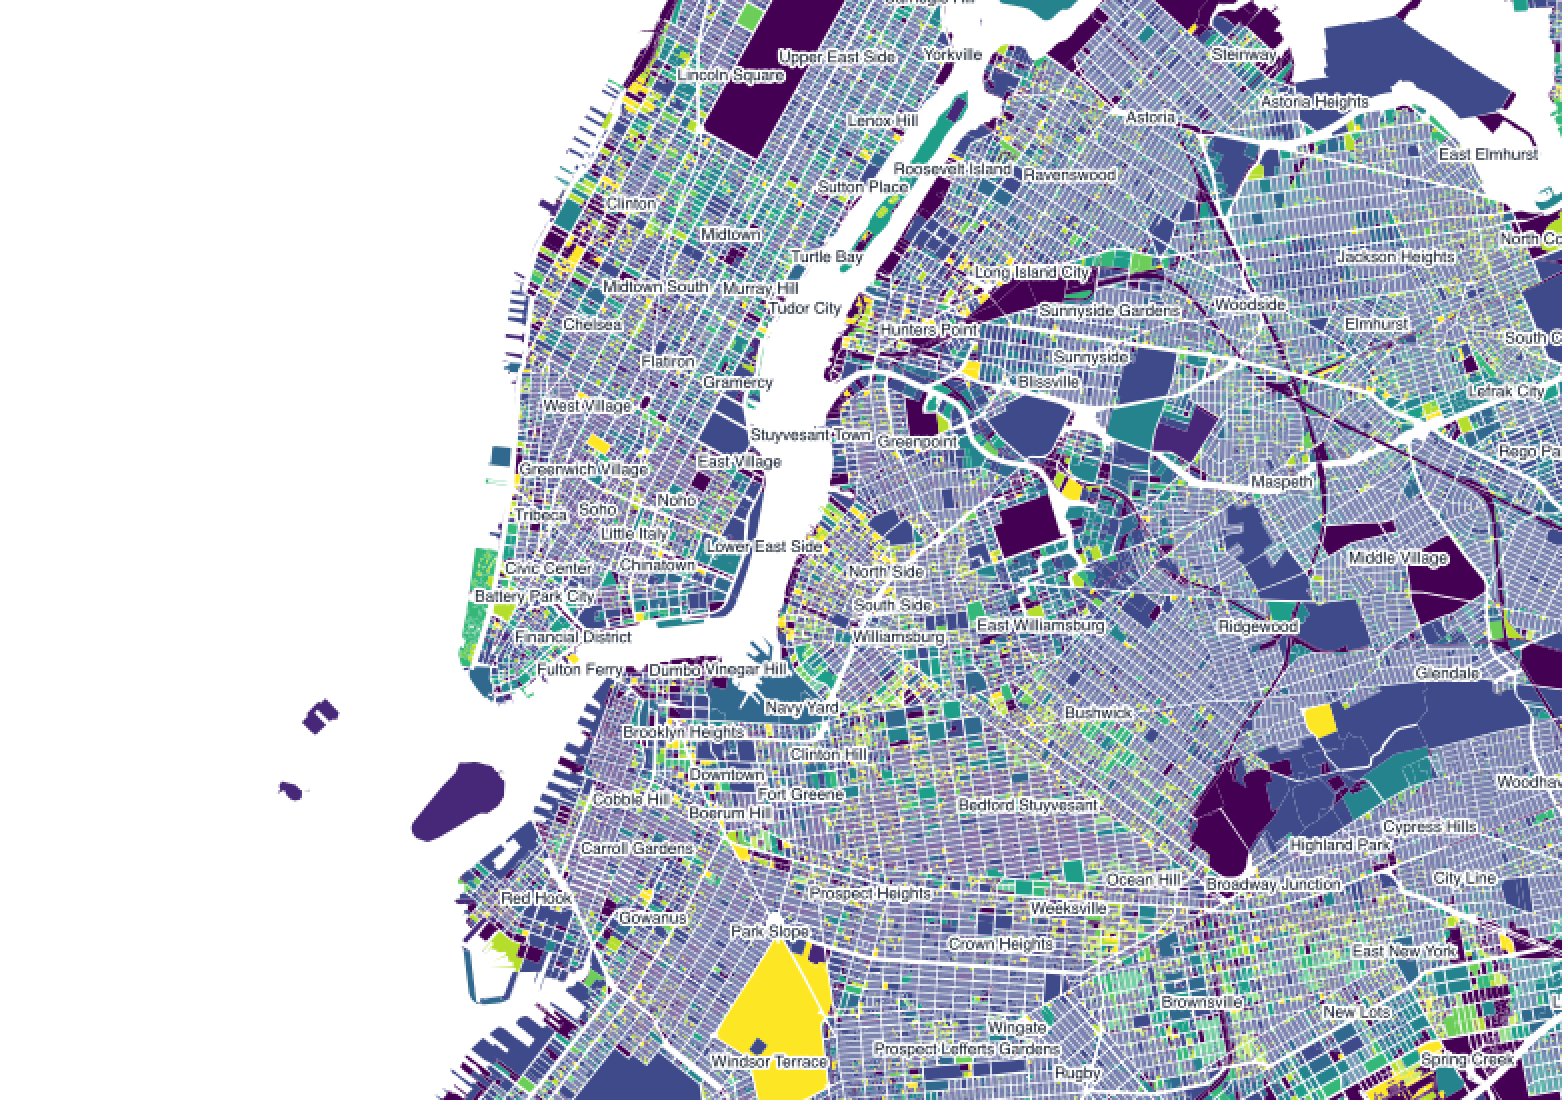 Yorkville
Upper East Side
Steinway
Lincoln Square
Astoria Heights
Lenox Hill
Astoria
East Elmhurst
Roosevelt Island
Ravenswood
Sutton Place
Clinton
Midtown
North Co
Turtle Bay
Jackson Heights
Long Island City
Midtown South
Murray Hill
Woodside
Tudor City
Sunnyside Gardens
Chelsea
Hunters Point
Elmhurst
South C
Flatiron
Sunnyside
Gramercy
Blissville
Lefrak City
West Village
Stuyvesant Town
Greenpoint
Rego Pa
East Village
Greenwich Village
Maspeth
Noho
Soho
Tribeca
Little Italy
Lower East Side
Middle Village
Chinatown
Civic Center
North Side
Battery Park City
South Side
East Williamsburg
Ridgewood
Financial District
Williamsburg
Fulton Ferry
Dumbo
Vinegar Hill
Glendale
Navy Yard
Bushwick
Brooklyn Heights
Clinton Hill
Downtown
Woodha
Fort Greene
Cobble Hill
Bedford Stuyvesant
Boerum Hill
Cypress Hills
Carroll Gardens
Highland Park
Ocean Hill
City Line
Broadway Junction
Prospect Heights
Red Hook
Weeksville
Gowanus
Park Slope
Crown Heights
East New York
Brownsville
New Lots
Wingate
Prospect Lefferts Gardens
Windsor Terrace
Spring Creek
Rugby